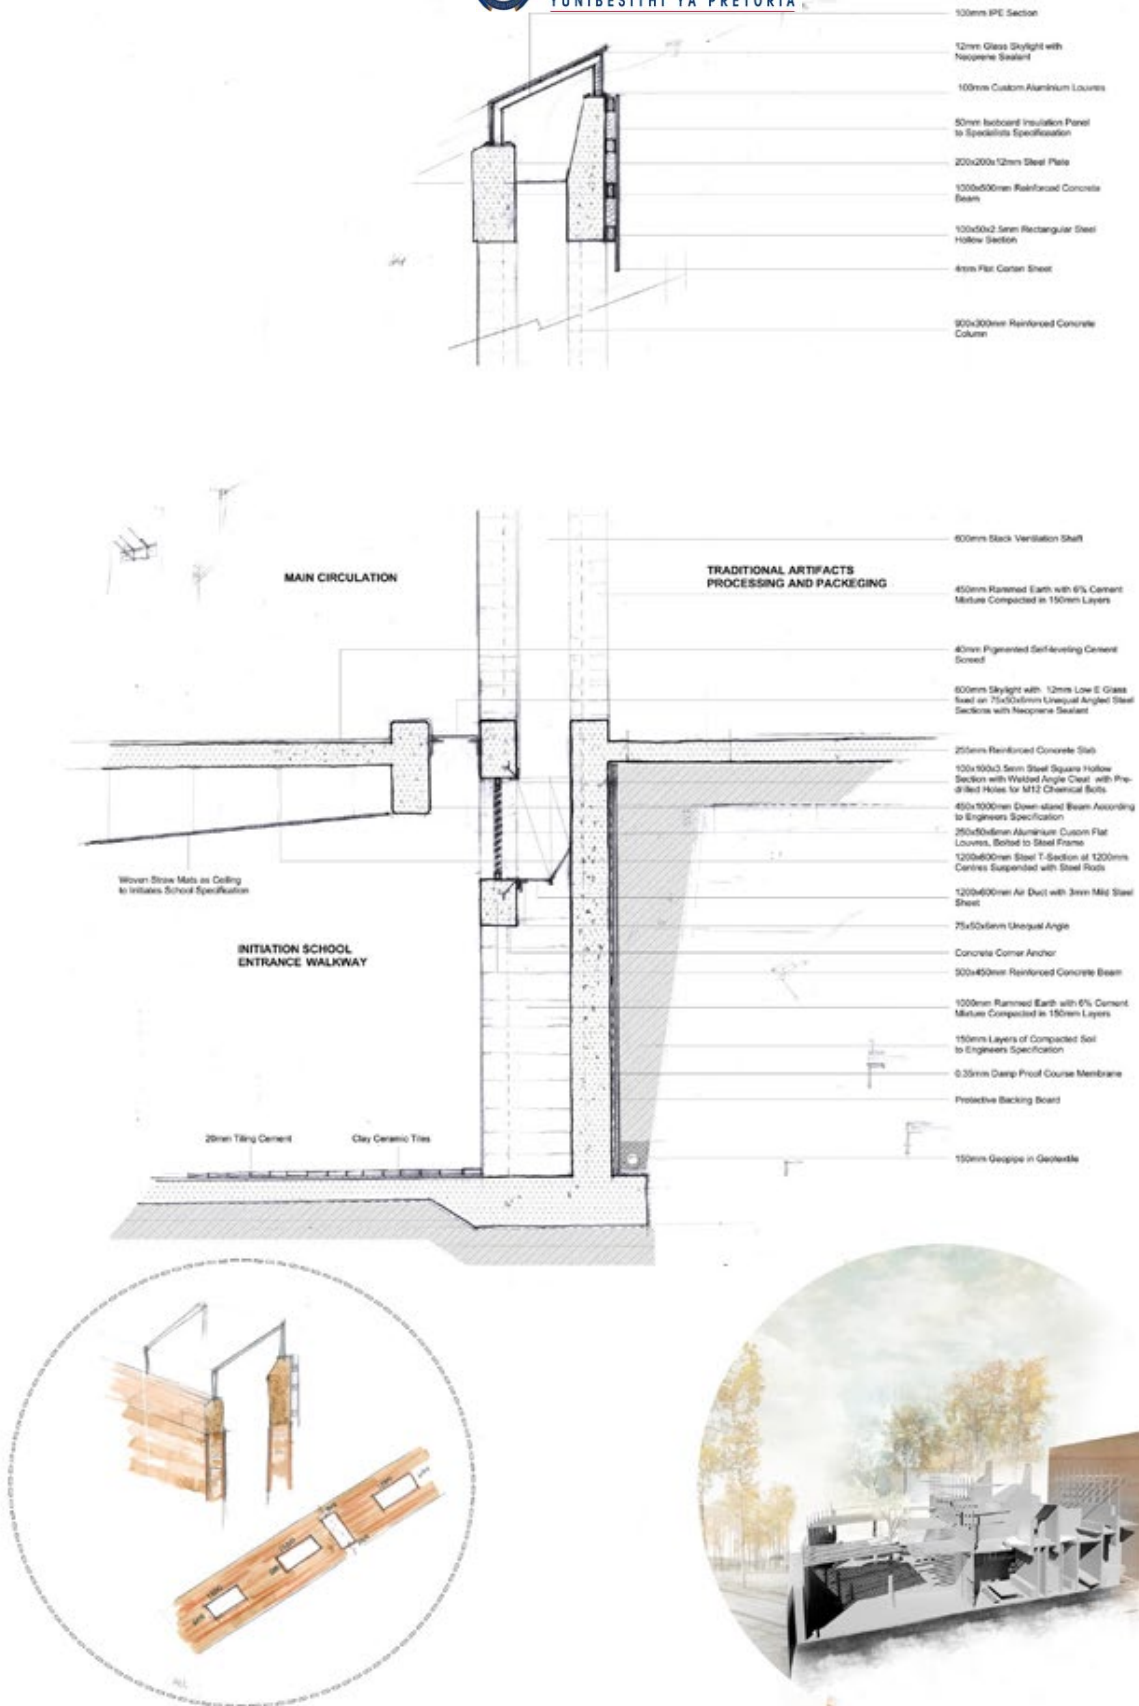 YUNIBESITHI YA PRETORIA
100mm IPE Section
12mm Glass Skylight with
Neoprene Sealant
100mm Custom Aluminium Louvres
50mm Isoboard Insulation Panel
to Specialists Specification
200x200x12mm Steel Plate
1000x500mm Reinforced Concrete
Beam
100x50x2.5mm Rectangular Steel
Hollow Section
4mm Flat Corten Sheet
900x300mm Reinforced Concrete
Column
600mm Stack Ventilation Shaft
MAIN CIRCULATION
TRADITIONAL ARTIFACTS
PROCESSING AND PACKEGING
450mm Rammed Earth with 6% Cement
Mixture Compacted in 150mm Layers
40mm Pigmented Self-leveling Cement
Screed
600mm Skylight with 12mm Low E Glass
fixed on 75x50x6mm Unequal Angled Steel
Sections with Neoprene Sealant
255mm Reinforced Concrete Slab
100x100x3.5mm Steel Square Hollow
Section with Welded Angle Cleat with Pre-
drilled Holes for M12 Chemical Bolts
450x1000mm Down-stand Beam According
to Engineers Specification
250x50x6mm Aluminium Cusom Flat
Louvres, Bolted to Steel Frame
1200x600mm Steel T-Section at 1200mm
Centres Suspended with Steel Rods
Woven Straw Mats as Ceiling
to Initiates School Specification
1200x600mm Air Duct with 3mm Mild Steel
Sheet
75x50x6mm Unequal Angle
INITIATION SCHOOL
ENTRANCE WALKWAY
Concrete Corner Anchor
500x450mm Reinforced Concrete Beam
1000mm Rammed Earth with 6% Cement
Mixture Compacted in 150mm Layers
150mm Layers of Compacted Soil
to Engineers Specification
0.35mm Damp Proof Course Membrane
Protective Backing Board
20mm Tiling Cement
Clay Ceramic Tiles
150mm Geopipe in Geotextile